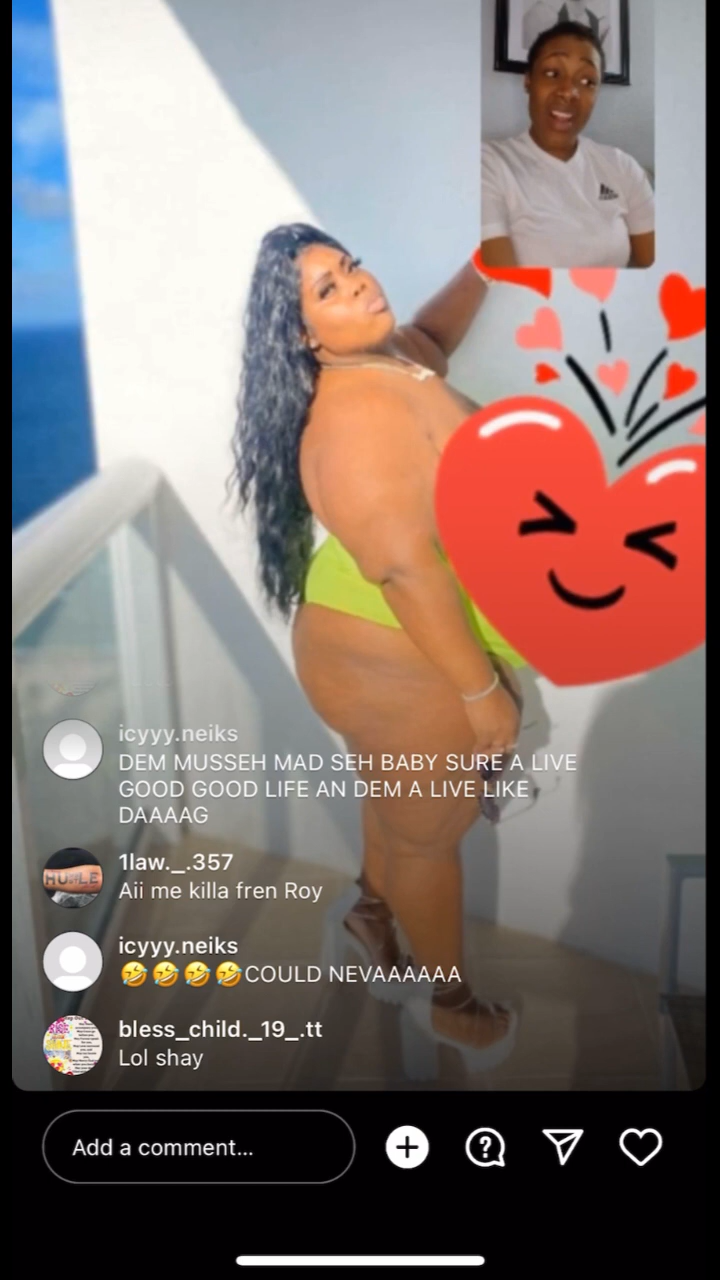 icyyy.neiks
DEM MUSSEH MAD SEH BABY SURE A LIVE
GOOD GOOD LIFE AN DEM A LIVE LIKE
DAAAAG
HUSTLE
1law._.357
Aii me killa fren Roy
icyyy.neiks
🤣🤣🤣🤣COULD NEVAAAAAA
bless_child._19_.tt
Lol shay
Add a comment...